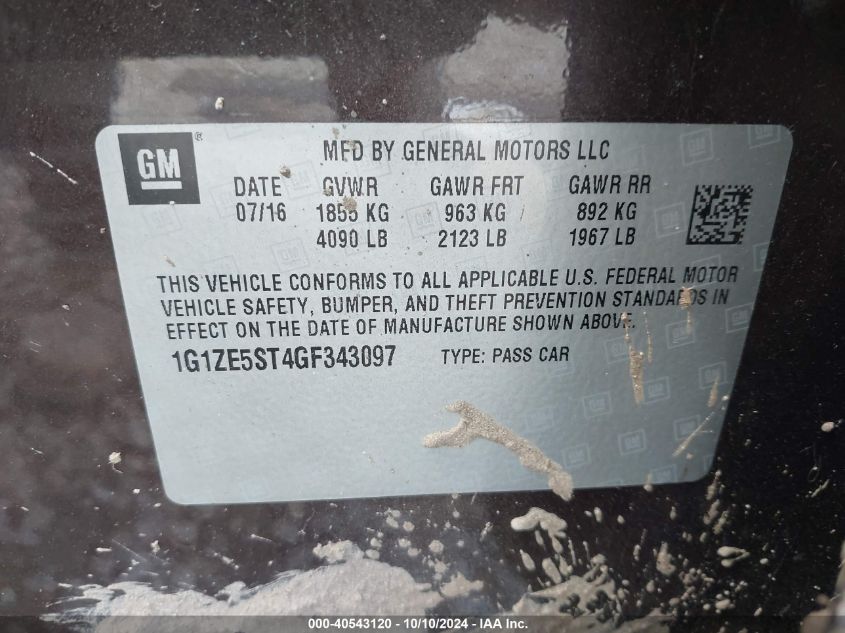 GM ®
MFD BY GENERAL MOTORS LLC
DATE GVWR GAWR FRT GAWR RR
07/16 1855 KG 963 KG 892 KG
4090 LB 2123 LB 1967 LB
THIS VEHICLE CONFORMS TO ALL APPLICABLE U.S. FEDERAL MOTOR
VEHICLE SAFETY, BUMPER, AND THEFT PREVENTION STANDARDS IN
EFFECT ON THE DATE OF MANUFACTURE SHOWN ABOVE.
1G1ZE5ST4GF343097 TYPE: PASS CAR
000-40543120 - 10/10/2024 - IAA Inc.